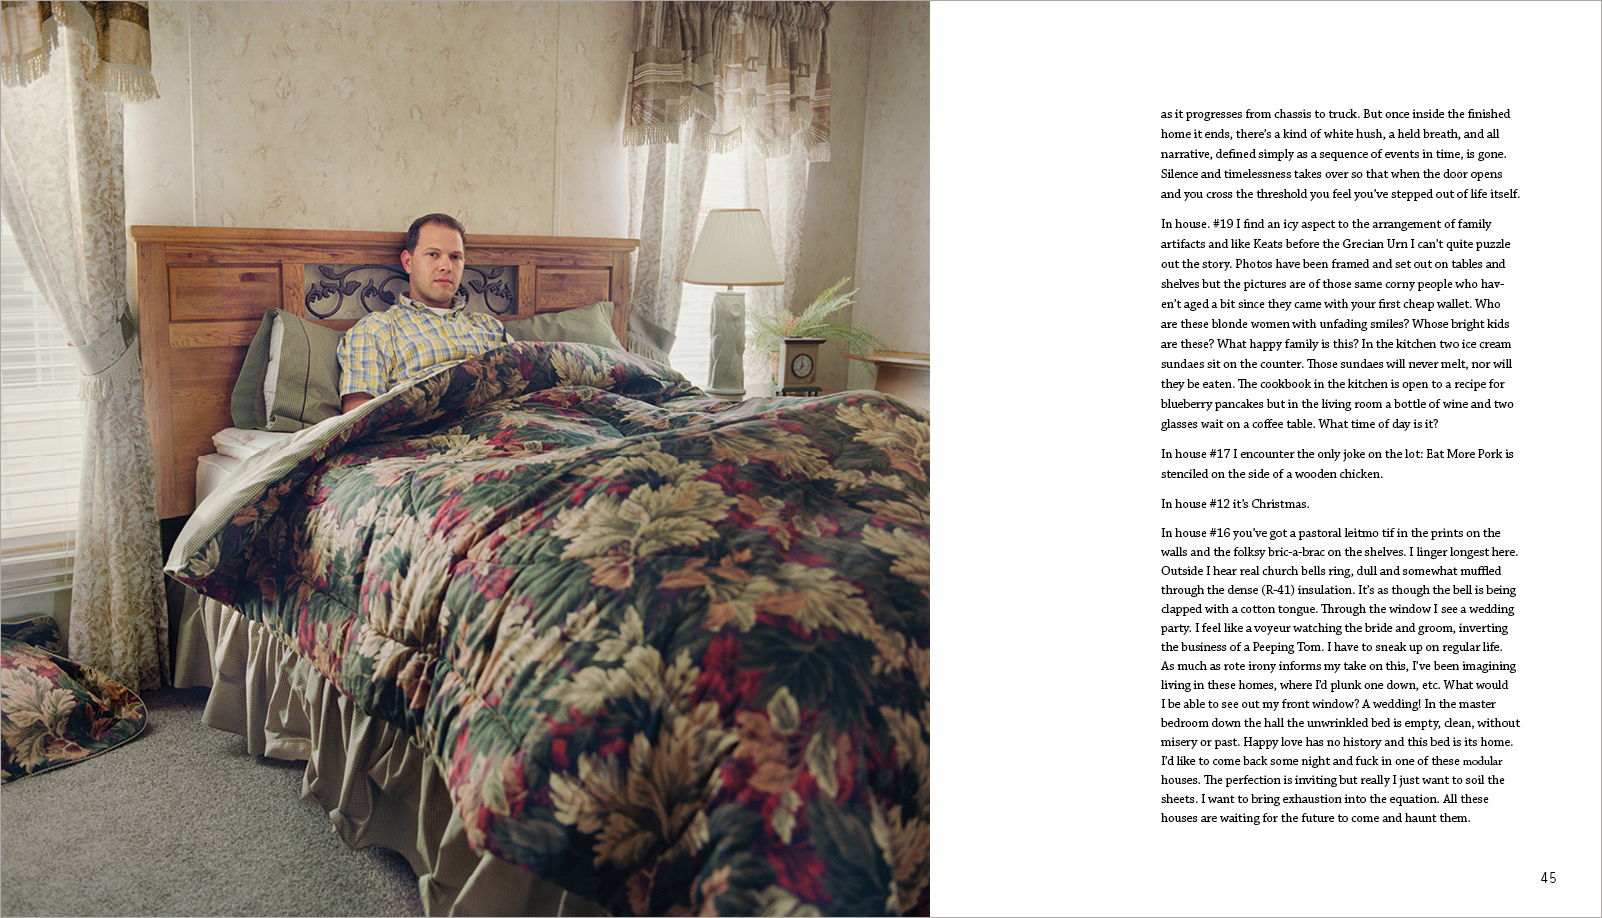 as it progresses from chassis to truck. But once inside the finished
home it ends, there's a kind of white hush, a held breath, and all
narrative, defined simply as a sequence of events in time, is gone.
Silence and timelessness takes over so that when the door opens
and you cross the threshold you feel you've stepped out of life itself.
In house. #19 I find an icy aspect to the arrangement of family
artifacts and like Keats before the Grecian Urn I can't quite puzzle
out the story. Photos have been framed and set out on tables and
shelves but the pictures are of those same corny people who hav-
en't aged a bit since they came with your first cheap wallet. Who
are these blonde women with unfading smiles? Whose bright kids
are these? What happy family is this? In the kitchen two ice cream
sundaes sit on the counter. Those sundaes will never melt, nor will
they be eaten. The cookbook in the kitchen is open to a recipe for
blueberry pancakes but in the living room a bottle of wine and two
glasses wait on a coffee table. What time of day is it?
In house #17 I encounter the only joke on the lot: Eat More Pork is
stenciled on the side of a wooden chicken.
In house #12 it's Christmas.
In house #16 you've got a pastoral leitmo tif in the prints on the
walls and the folksy bric-a-brac on the shelves. I linger longest here.
Outside I hear real church bells ring, dull and somewhat muffled
through the dense (R-41) insulation. It's as though the bell is being
clapped with a cotton tongue. Through the window I see a wedding
party. I feel like a voyeur watching the bride and groom, inverting
the business of a Peeping Tom. I have to sneak up on regular life.
As much as rote irony informs my take on this, I've been imagining
living in these homes, where I'd plunk one down, etc. What would
I be able to see out my front window? A wedding! In the master
bedroom down the hall the unwrinkled bed is empty, clean, without
misery or past. Happy love has no history and this bed is its home.
I'd like to come back some night and fuck in one of these modular
houses. The perfection is inviting but really I just want to soil the
sheets. I want to bring exhaustion into the equation. All these
houses are waiting for the future to come and haunt them.
45